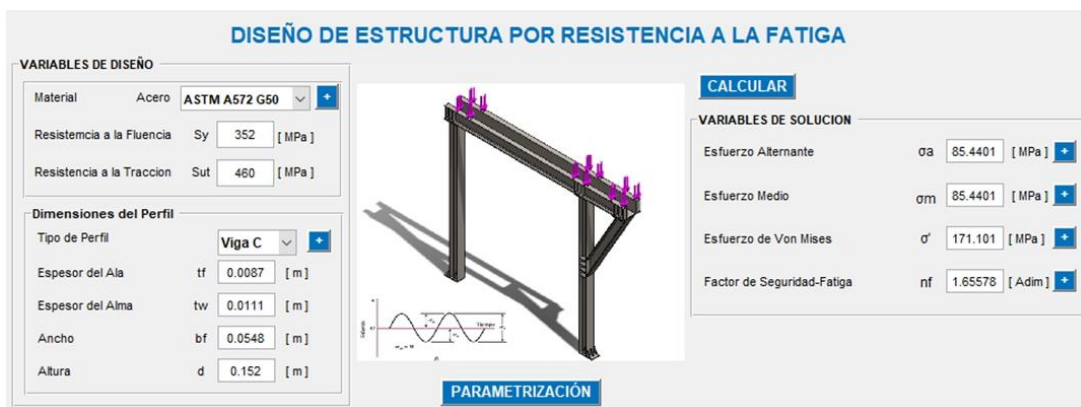 DISEÑO DE ESTRUCTURA POR RESISTENCIA A LA FATIGA
VARIABLES DE DISEÑO
Material Acero ASTM A572 G50 +
Resistencia a la Fluencia Sy 352 [ MPa ]
Resistencia a la Traccion Sut 460 [ MPa ]
Dimensiones del Perfil
Tipo de Perfil Viga C +
Espesor del Ala tf 0.0087 [ m ]
Espesor del Alma tw 0.0111 [ m ]
Ancho bf 0.0548 [ m ]
Altura d 0.152 [ m ]
Tiempo
PARAMETRIZACIÓN
CALCULAR
VARIABLES DE SOLUCION
Esfuerzo Alternante σa 85.4401 [ MPa ] +
Esfuerzo Medio σm 85.4401 [ MPa ] +
Esfuerzo de Von Mises σ' 171.101 [ MPa ] +
Factor de Seguridad-Fatiga nf 1.65578 [ Adim ] +